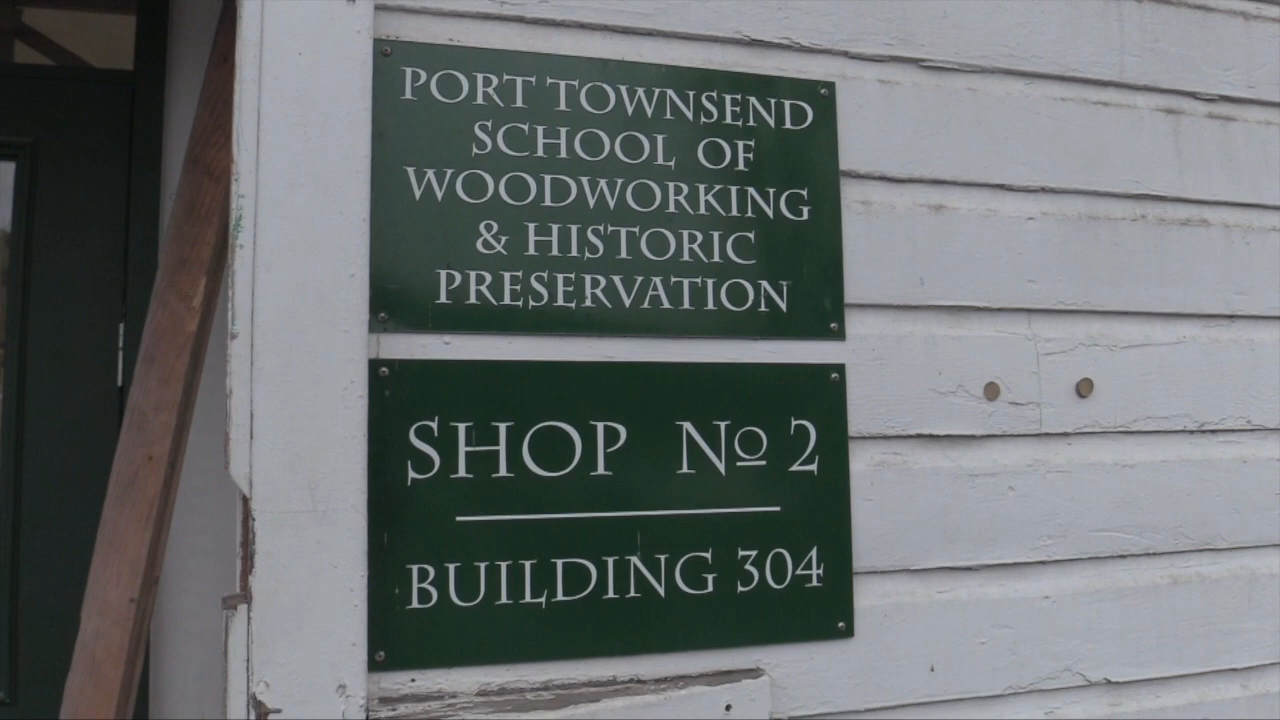 PORT TOWNSEND
SCHOOL OF
WOODWORKING
& HISTORIC
PRESERVATION
SHOP Nº 2
BUILDING 304